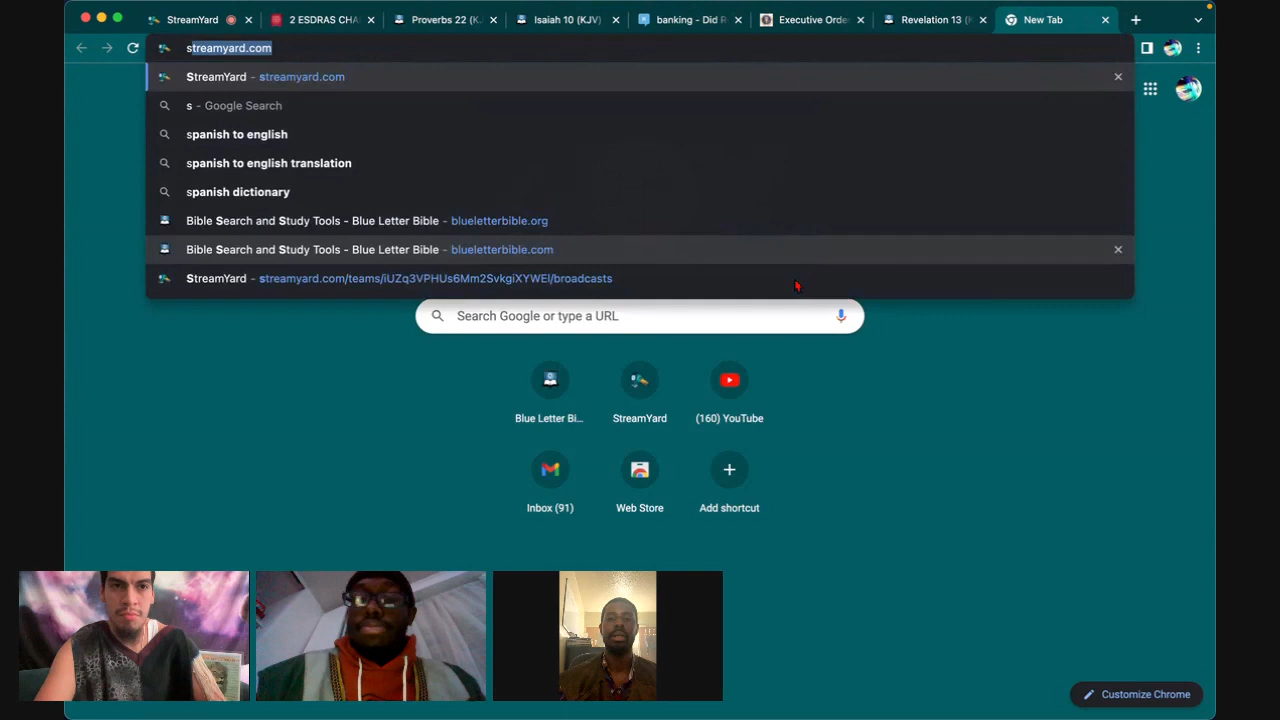 StreamYard
2 ESDRAS CHA
Proverbs 22 (KJ
Isaiah 10 (KJV)
banking - Did R
Executive Orde
Revelation 13 (
New Tab
streamyard.com
StreamYard - streamyard.com
s - Google Search
spanish to english
spanish to english translation
spanish dictionary
Bible Search and Study Tools - Blue Letter Bible - blueletterbible.org
Bible Search and Study Tools - Blue Letter Bible - blueletterbible.com
StreamYard - streamyard.com/teams/iUZq3VPHUs6Mm2SvkgiXYWEl/broadcasts
Search Google or type a URL
Blue Letter Bi...
StreamYard
(160) YouTube
Inbox (91)
Web Store
Add shortcut
Customize Chrome